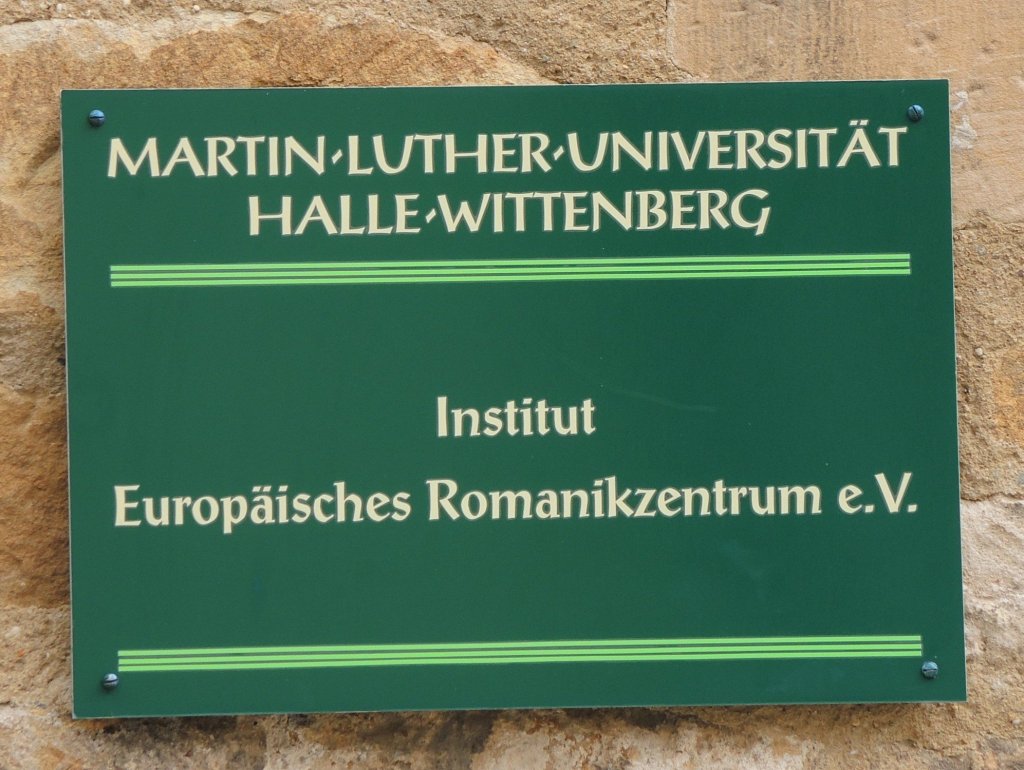 MARTIN-LUTHER-UNIVERSITÄT
HALLE-WITTENBERG
Institut
Europäisches Romanikzentrum e.V.